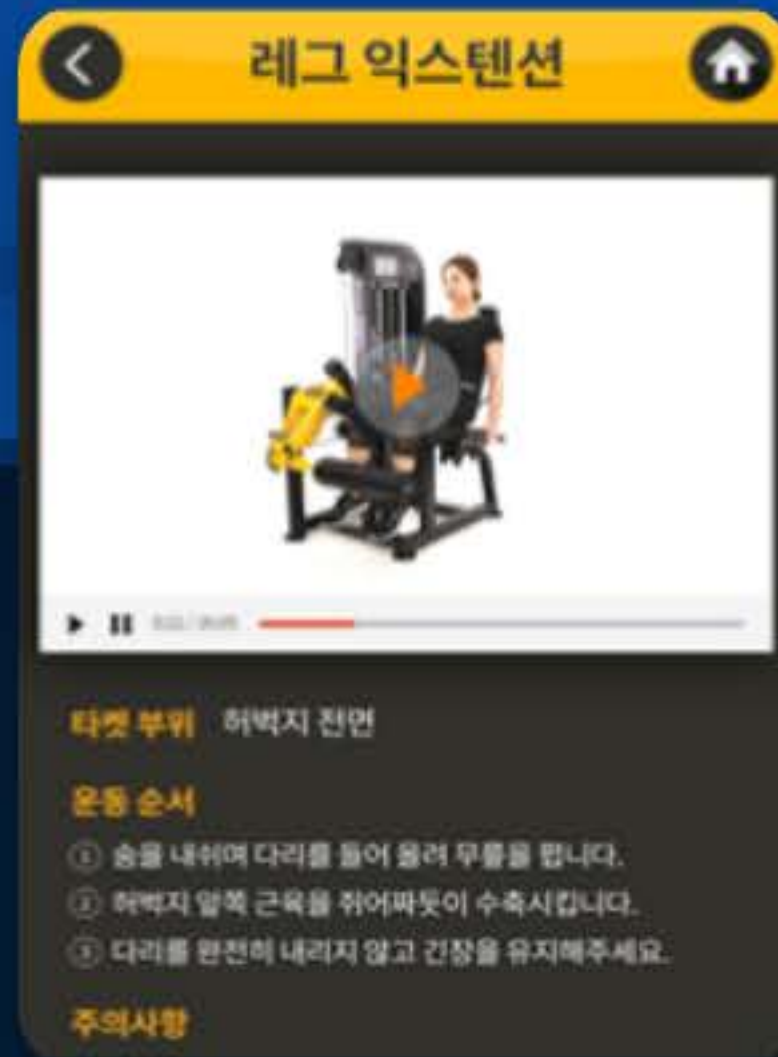 레그 익스텐션
타켓 부위 허벅지 전면
운동 순서
① 숨을 내쉬며 다리를 들어 올려 무릎을 펍니다.
② 허벅지 앞쪽 근육을 쥐어짜듯이 수축시킵니다.
③ 다리를 완전히 내리지 않고 긴장을 유지해주세요.
주의사항